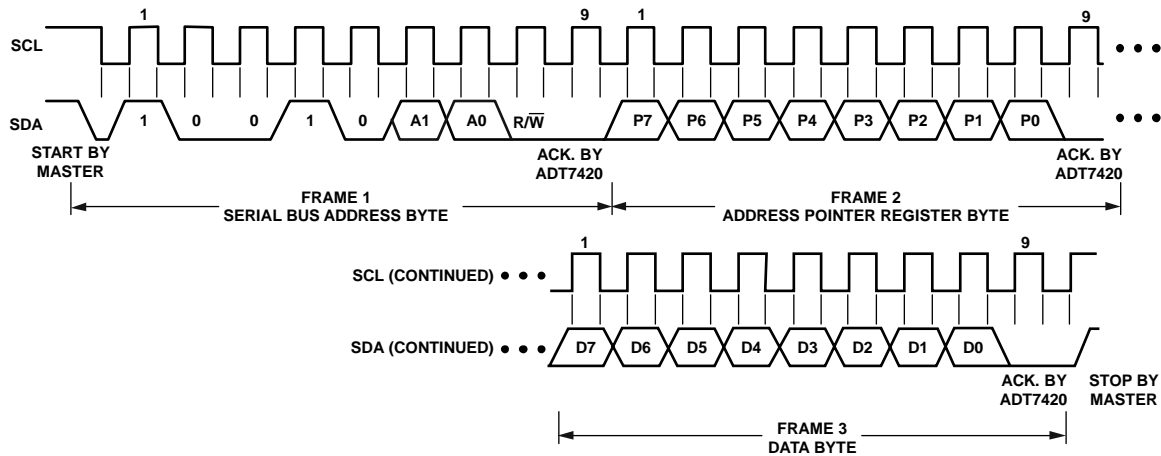 1 9 1 9
SCL
SDA 1 0 0 1 0 A1 A0 R/W̅ P7 P6 P5 P4 P3 P2 P1 P0
START BY
MASTER
ACK. BY
ADT7420
ACK. BY
ADT7420
FRAME 1
SERIAL BUS ADDRESS BYTE
FRAME 2
ADDRESS POINTER REGISTER BYTE
1 9
SCL (CONTINUED)
SDA (CONTINUED) D7 D6 D5 D4 D3 D2 D1 D0
ACK. BY
ADT7420
STOP BY
MASTER
FRAME 3
DATA BYTE